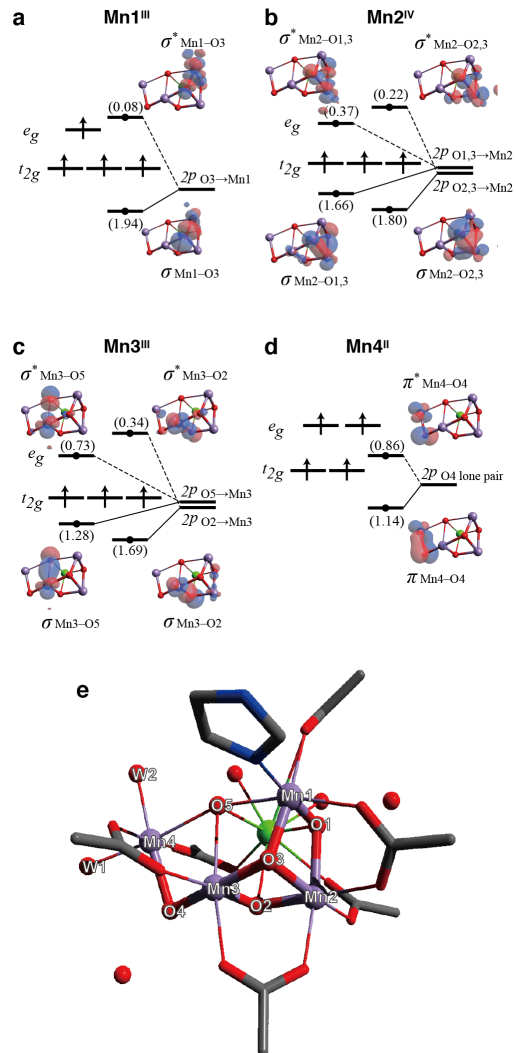 a Mn1III
σ* Mn1–O3
(0.08)
eg
t2g
2p O3→Mn1
(1.94)
σ Mn1–O3
b Mn2IV
σ* Mn2–O1,3
σ* Mn2–O2,3
(0.22)
(0.37)
eg
2p O1,3→Mn2
t2g
2p O2,3→Mn2
(1.66)
(1.80)
σ Mn2–O1,3
σ Mn2–O2,3
c Mn3III
σ* Mn3–O5
σ* Mn3–O2
(0.34)
(0.73)
eg
2p O5→Mn3
t2g
2p O2→Mn3
(1.28)
(1.69)
σ Mn3–O5
σ Mn3–O2
d Mn4II
π* Mn4–O4
eg
(0.86)
t2g
2p O4 lone pair
(1.14)
π Mn4–O4
e
W2
O5
Mn1
O1
Mn4
O3
W1
Mn3
Mn2
O4
O2